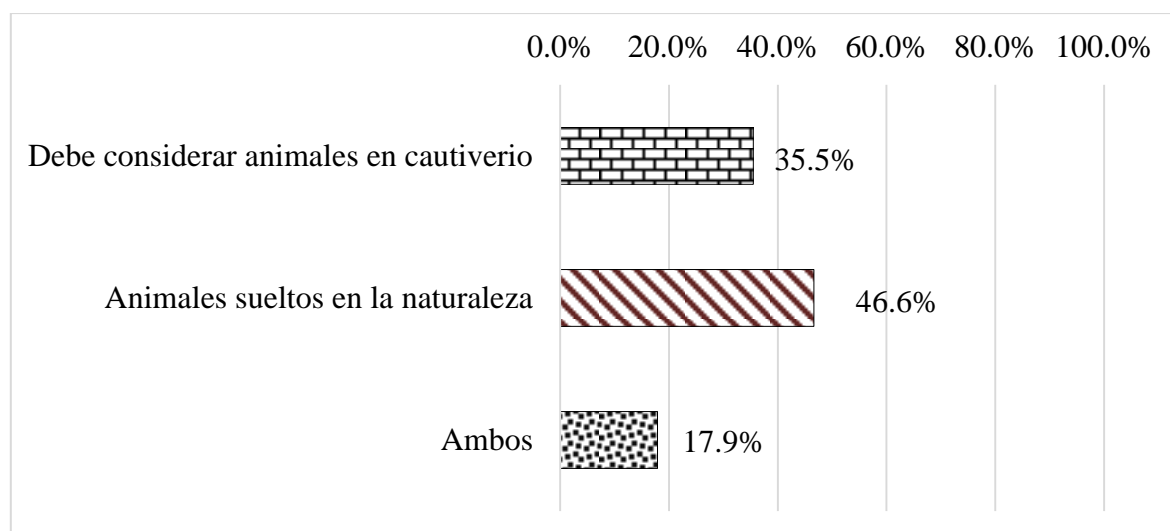 0.0% 20.0% 40.0% 60.0% 80.0% 100.0%
Debe considerar animales en cautiverio 35.5%
Animales sueltos en la naturaleza 46.6%
Ambos 17.9%